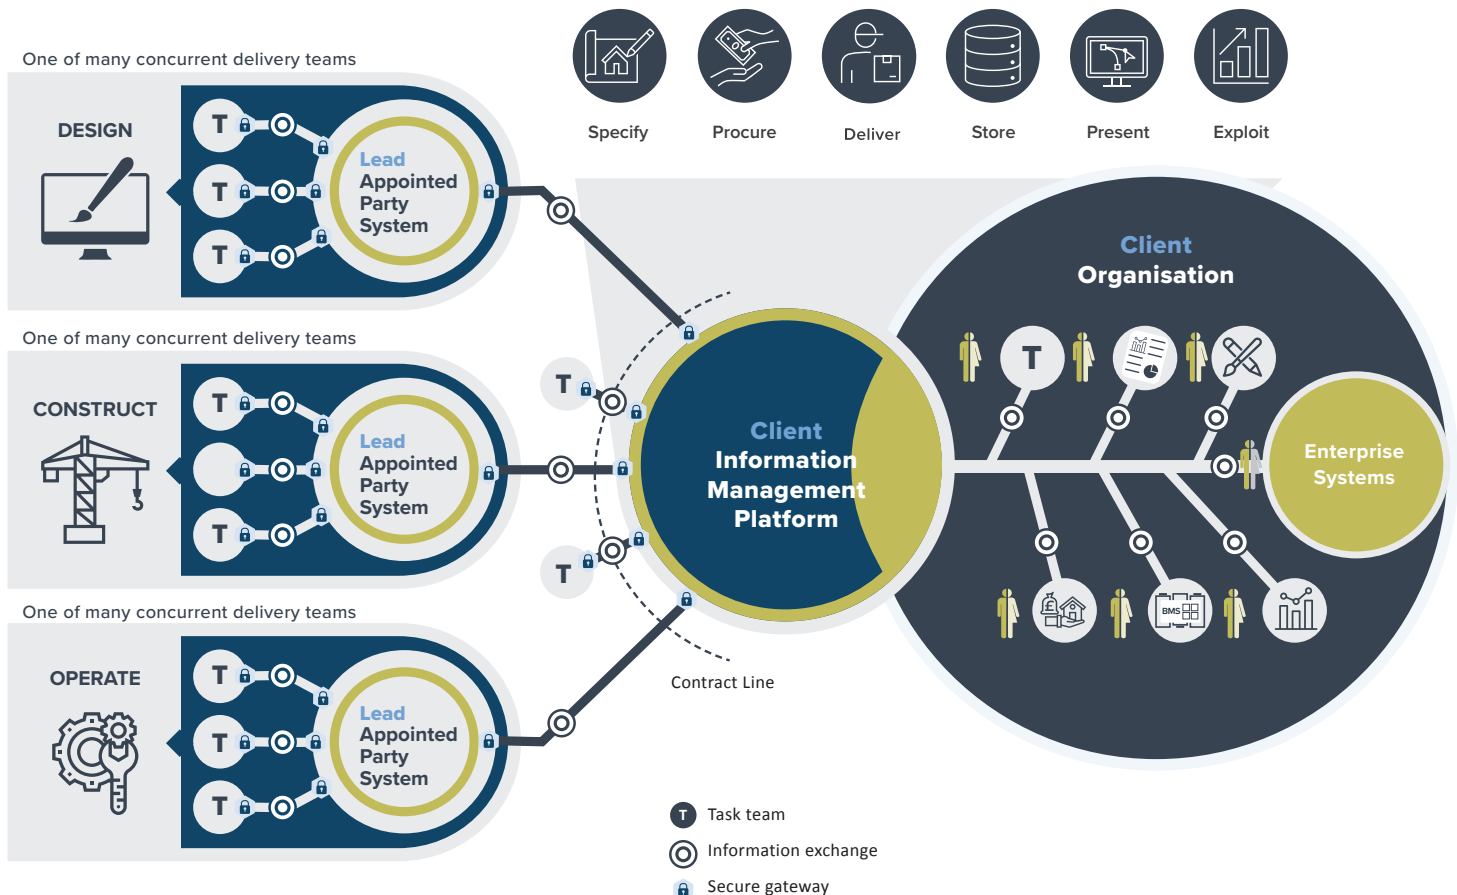 Specify
Procure
Deliver
Store
Present
Exploit
One of many concurrent delivery teams
DESIGN
T
T
T
Lead
Appointed
Party
System
One of many concurrent delivery teams
CONSTRUCT
T
T
Lead
Appointed
Party
System
One of many concurrent delivery teams
OPERATE
T
T
T
Lead
Appointed
Party
System
T
T
Contract Line
Client
Information
Management
Platform
Client
Organisation
T
£
BMS
Enterprise
Systems
T Task team
Information exchange
Secure gateway